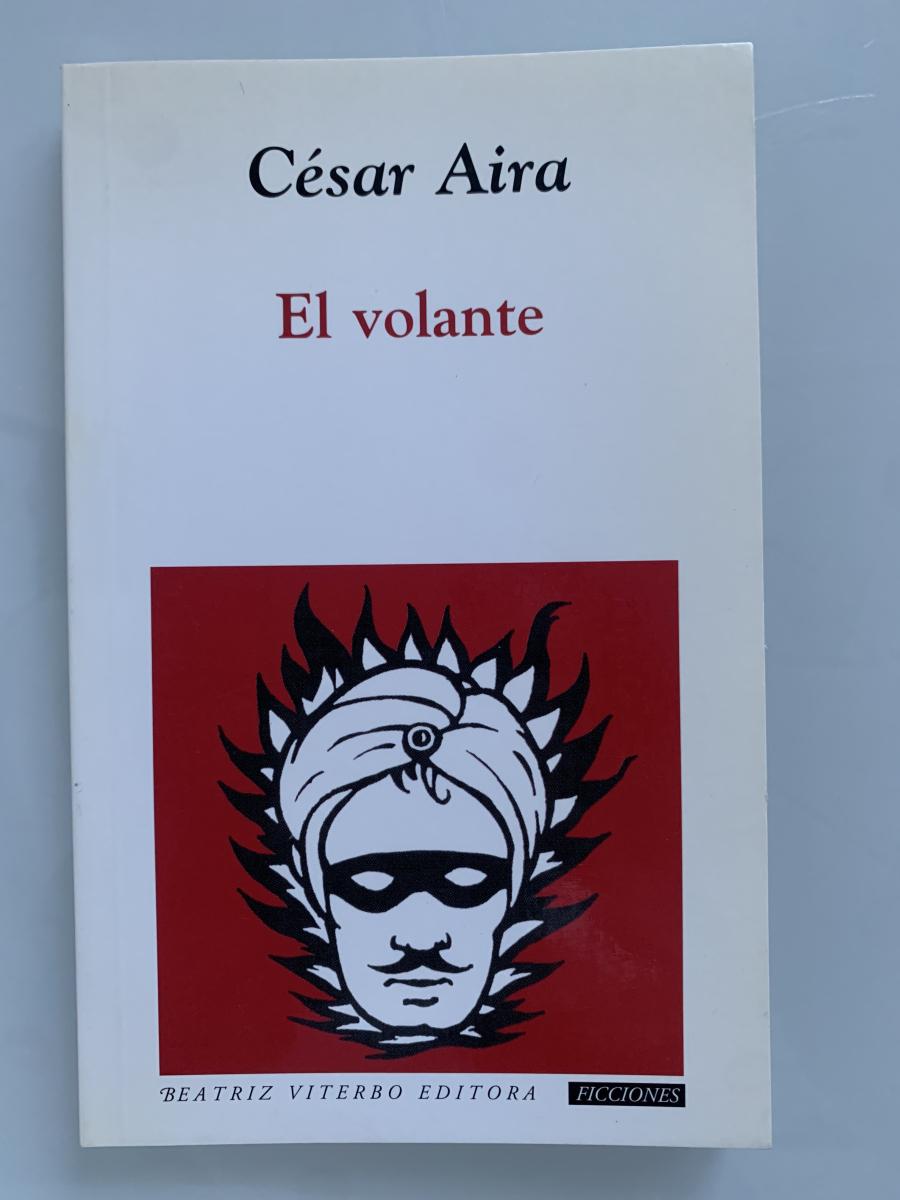 César Aira
El volante
BEATRIZ VITERBO EDITORA FICCIONES